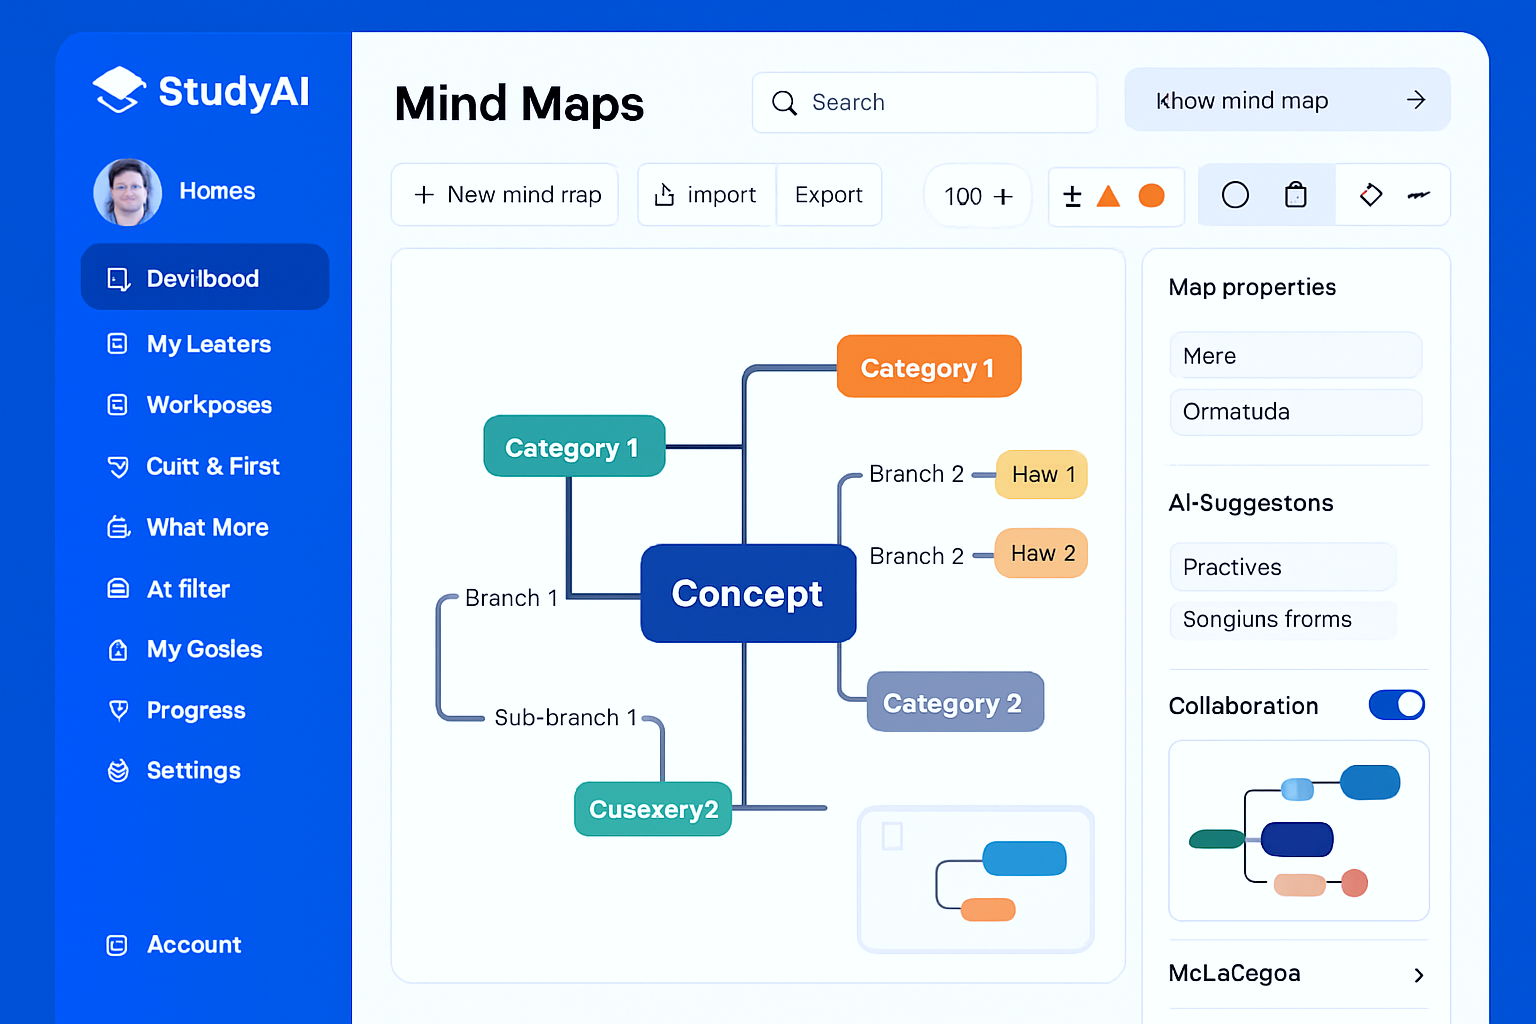 StudyAI
Homes
Devilbood
My Leaters
Workposes
Cuitt & First
What More
At filter
My Gosles
Progress
Settings
Account
Mind Maps
Search
Khow mind map
+ New mind rrap
import
Export
100 +
Category 1
Category 1
Branch 2
Haw 1
Branch 2
Haw 2
Concept
Branch 1
Category 2
Sub-branch 1
Cusexery2
Map properties
Mere
Ormatuda
AI-Suggestons
Practives
Songiuns frorms
Collaboration
McLaCegoa